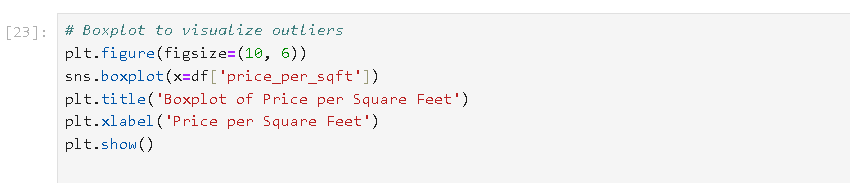 [23]:
# Boxplot to visualize outliers
plt.figure(figsize=(10, 6))
sns.boxplot(x=df['price_per_sqft'])
plt.title('Boxplot of Price per Square Feet')
plt.xlabel('Price per Square Feet')
plt.show()